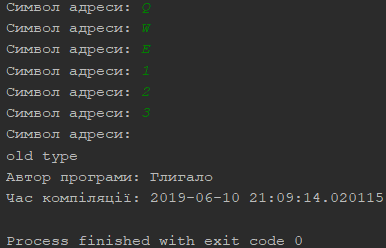 Символ адреси: Q
Символ адреси: W
Символ адреси: E
Символ адреси: 1
Символ адреси: 2
Символ адреси: 3
Символ адреси:
old type
Автор програми: Глигало
Час компіляції: 2019-06-10 21:09:14.020115
Process finished with exit code 0